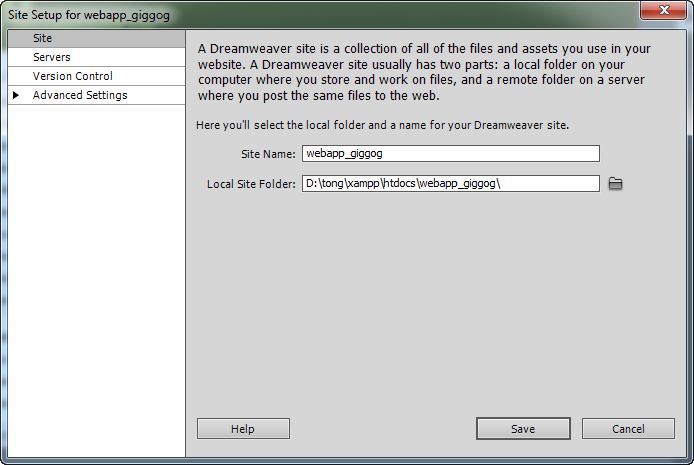 Site Setup for webapp_giggog
Site
Servers
Version Control
Advanced Settings
A Dreamweaver site is a collection of all of the files and assets you use in your
website. A Dreamweaver site usually has two parts: a local folder on your
computer where you store and work on files, and a remote folder on a server
where you post the same files to the web.
Here you'll select the local folder and a name for your Dreamweaver site.
Site Name: webapp_giggog
Local Site Folder: D:\tong\xampp\htdocs\webapp_giggog\
Help Save Cancel